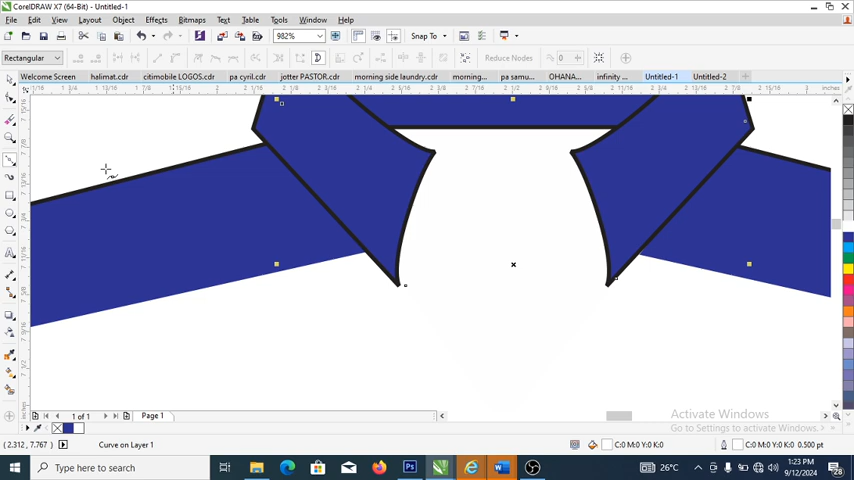 CorelDRAW X7 (64-Bit) - Untitled-1
File Edit View Layout Object Effects Bitmaps Text Table Tools Window Help
982% Snap To
Rectangular Reduce Nodes 0
Welcome Screen halimat.cdr citimobile LOGOS.cdr pa cyril.cdr jotter PASTOR.cdr morning side laundry.cdr morning... pa samu... OHANA... infinity ... Untitled-1 Untitled-2
inches
1 of 1 Page 1
Activate Windows
Go to Settings to activate Windows.
(2.312, 7.767) Curve on Layer 1 C:0 M:0 Y:0 K:0 C:0 M:0 Y:0 K:0 0.500 pt
Type here to search 26°C 1:23 PM
9/12/2024
28